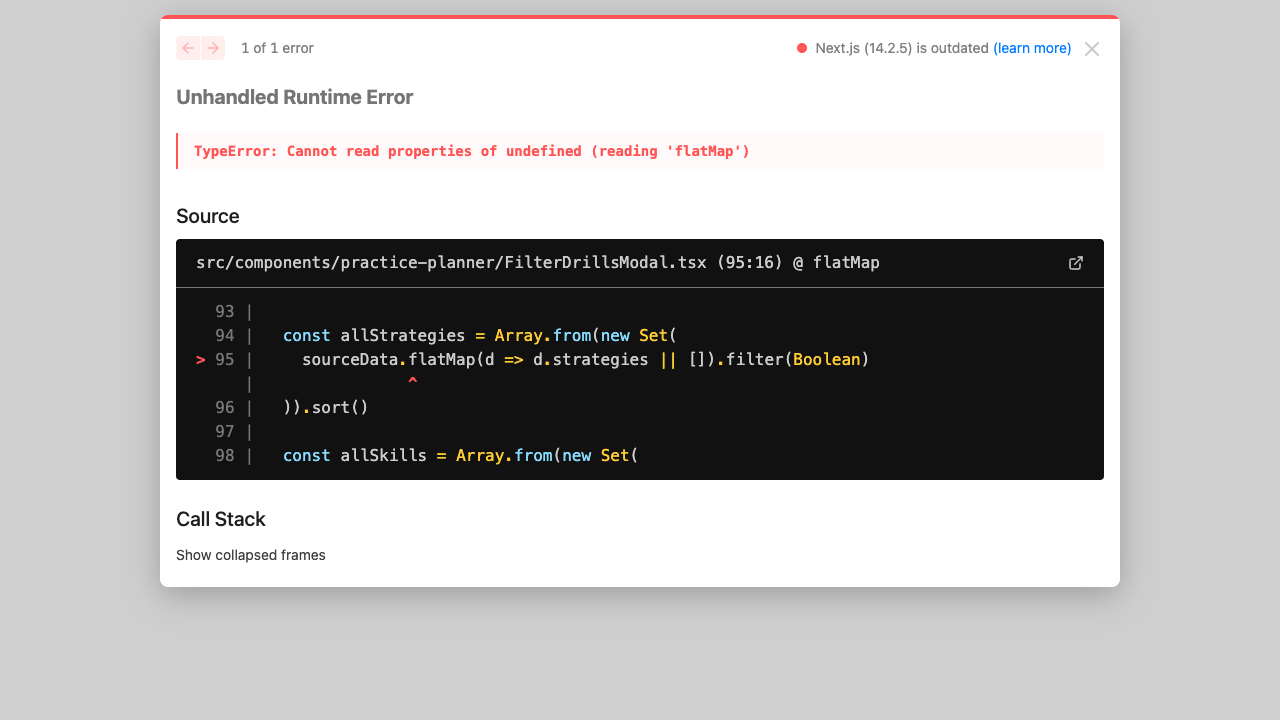 1 of 1 error
Next.js (14.2.5) is outdated (learn more)
Unhandled Runtime Error
TypeError: Cannot read properties of undefined (reading 'flatMap')
Source
src/components/practice-planner/FilterDrillsModal.tsx (95:16) @ flatMap
93 |
94 |   const allStrategies = Array.from(new Set(
> 95 |     sourceData.flatMap(d => d.strategies || []).filter(Boolean)
|                ^
96 |   )).sort()
97 |
98 |   const allSkills = Array.from(new Set(
Call Stack
Show collapsed frames